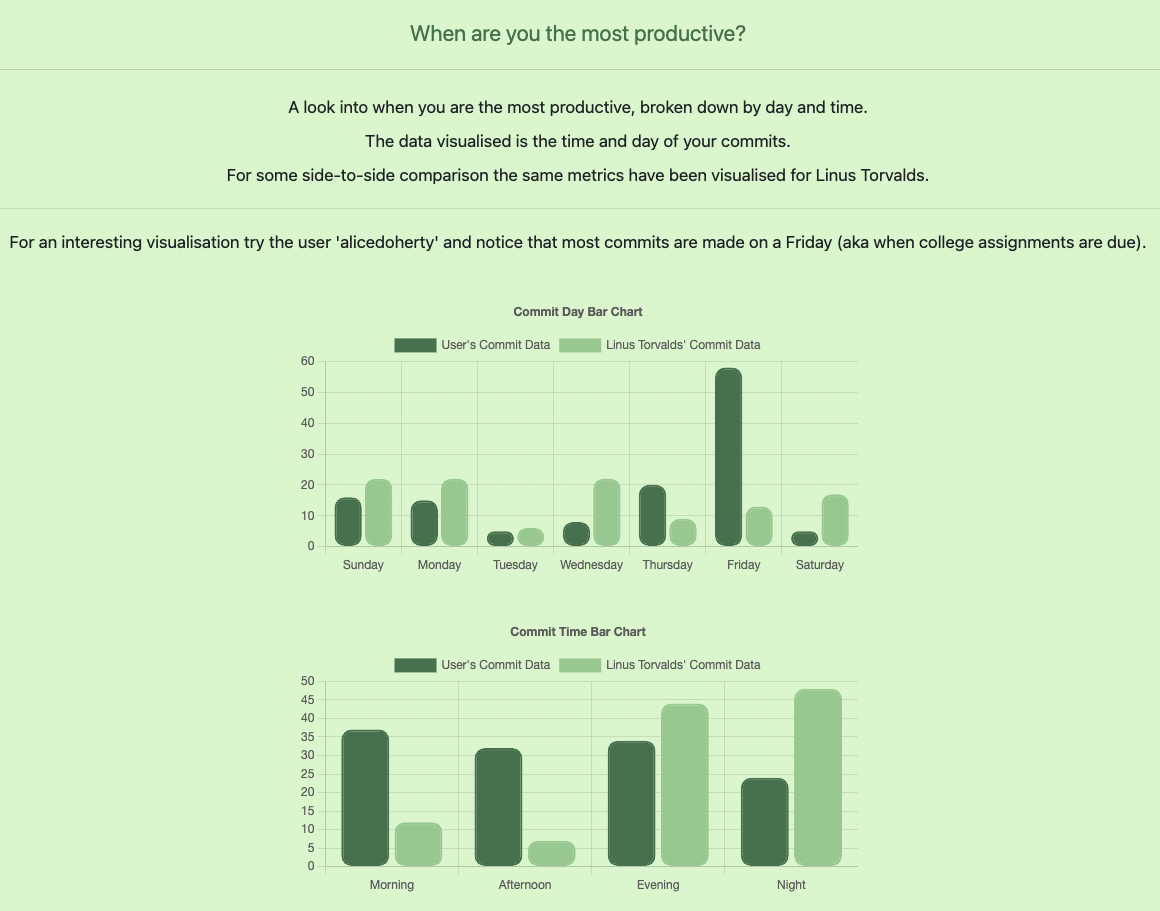 When are you the most productive?
A look into when you are the most productive, broken down by day and time.
The data visualised is the time and day of your commits.
For some side-to-side comparison the same metrics have been visualised for Linus Torvalds.
For an interesting visualisation try the user 'alicedoherty' and notice that most commits are made on a Friday (aka when college assignments are due).
Commit Day Bar Chart
User's Commit Data Linus Torvalds' Commit Data
60
50
40
30
20
10
0
Sunday Monday Tuesday Wednesday Thursday Friday Saturday
Commit Time Bar Chart
User's Commit Data Linus Torvalds' Commit Data
50
45
40
35
30
25
20
15
10
5
0
Morning Afternoon Evening Night